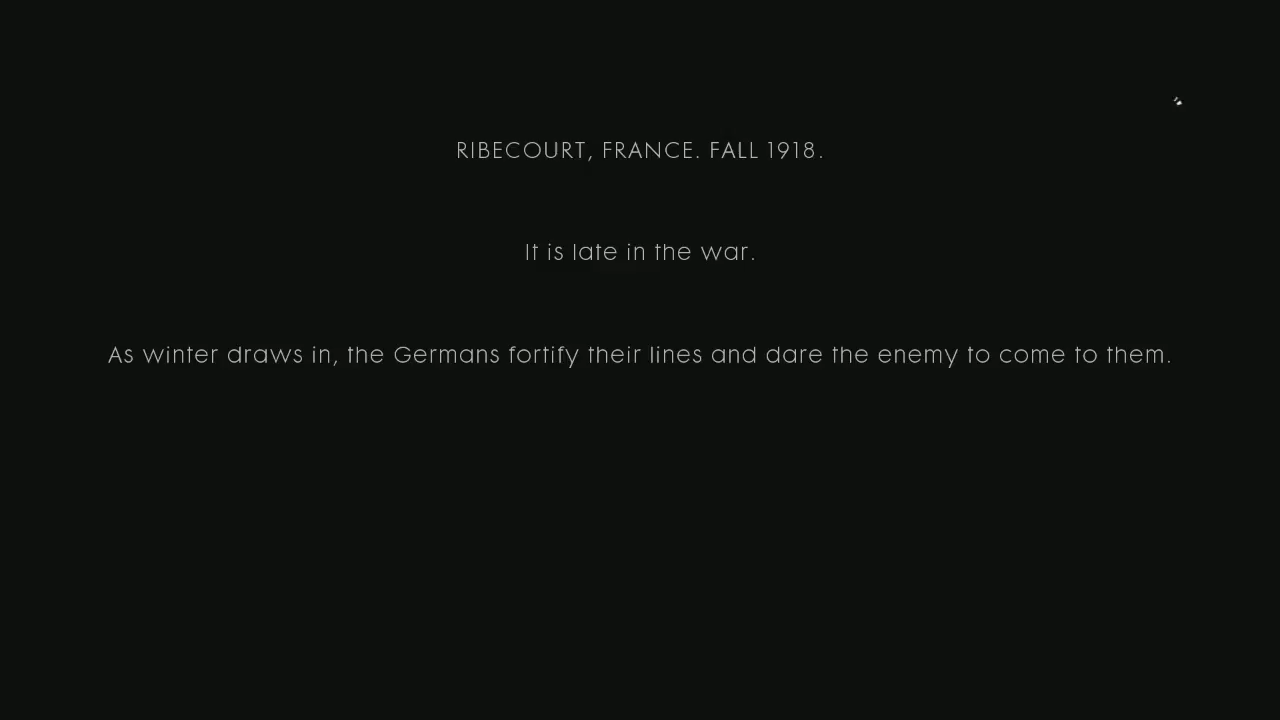 RIBECOURT, FRANCE. FALL 1918.
It is late in the war.
As winter draws in, the Germans fortify their lines and dare the enemy to come to them.